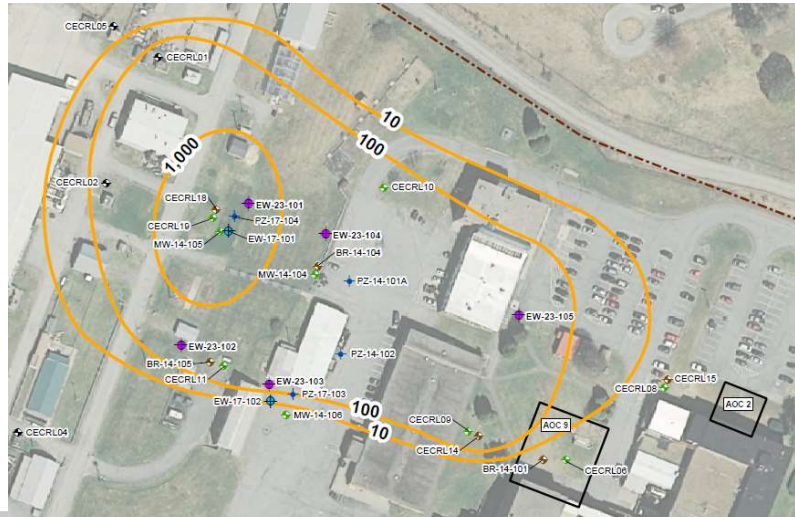 CECRL05
CECRL01
10
100
1,000
CECRL02
CECRL10
CECRL18
EW-23-101
CECRL19
PZ-17-104
MW-14-105
EW-17-101
EW-23-104
BR-14-104
MW-14-104
PZ-14-101A
EW-23-105
EW-23-102
BR-14-105
PZ-14-102
CECRL11
EW-23-103
PZ-17-103
EW-17-102
100
MW-14-106
10
CECRL15
CECRL08
AOC 2
CECRL04
CECRL09
AOC 9
CECRL14
BR-14-101
CECRL06